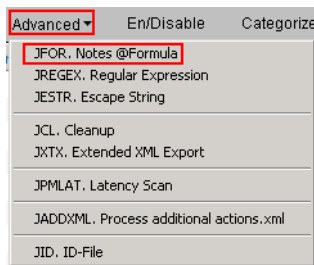 Advanced En/Disable Categorize
JFOR. Notes @Formula
JREGEX. Regular Expression
JESTR. Escape String
JCL. Cleanup
JXTX. Extended XML Export
JPMLAT. Latency Scan
JADDXML. Process additional actions.xml
JID. ID-File